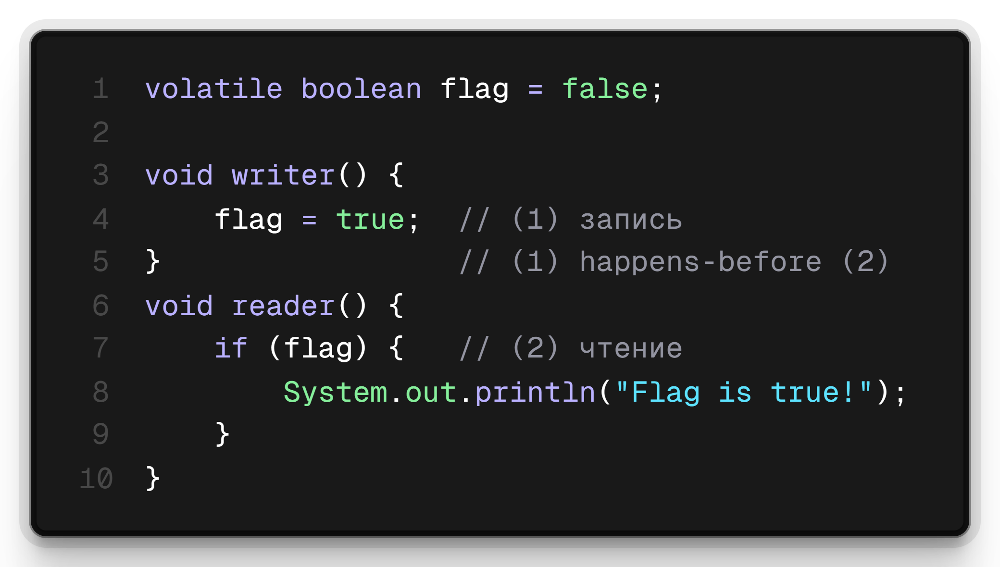 1 volatile boolean flag = false;
2
3 void writer() {
4     flag = true;  // (1) запись
5 }                 // (1) happens-before (2)
6 void reader() {
7     if (flag) {   // (2) чтение
8         System.out.println("Flag is true!");
9     }
10 }